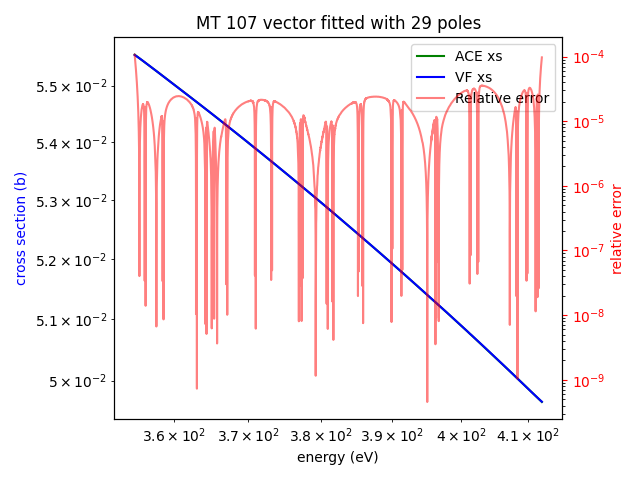 MT 107 vector fitted with 29 poles
ACE xs
VF xs
Relative error
5.5 × 10⁻²
5.4 × 10⁻²
5.3 × 10⁻²
5.2 × 10⁻²
5.1 × 10⁻²
5 × 10⁻²
cross section (b)
10⁻⁴
10⁻⁵
10⁻⁶
10⁻⁷
10⁻⁸
10⁻⁹
relative error
3.6 × 10² 3.7 × 10² 3.8 × 10² 3.9 × 10² 4 × 10² 4.1 × 10²
energy (eV)